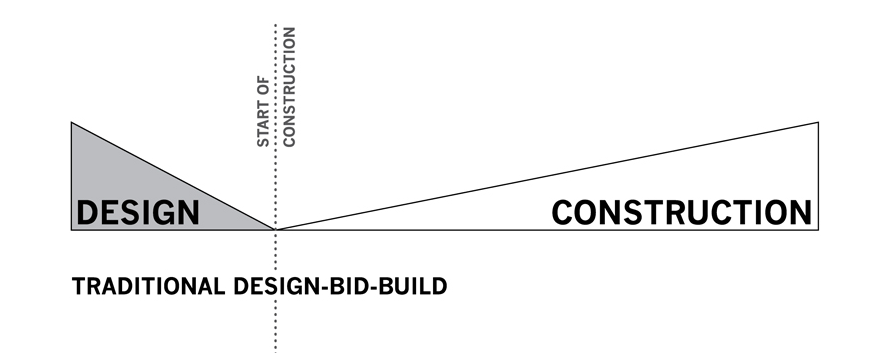 START OF
CONSTRUCTION
DESIGN
CONSTRUCTION
TRADITIONAL DESIGN-BID-BUILD